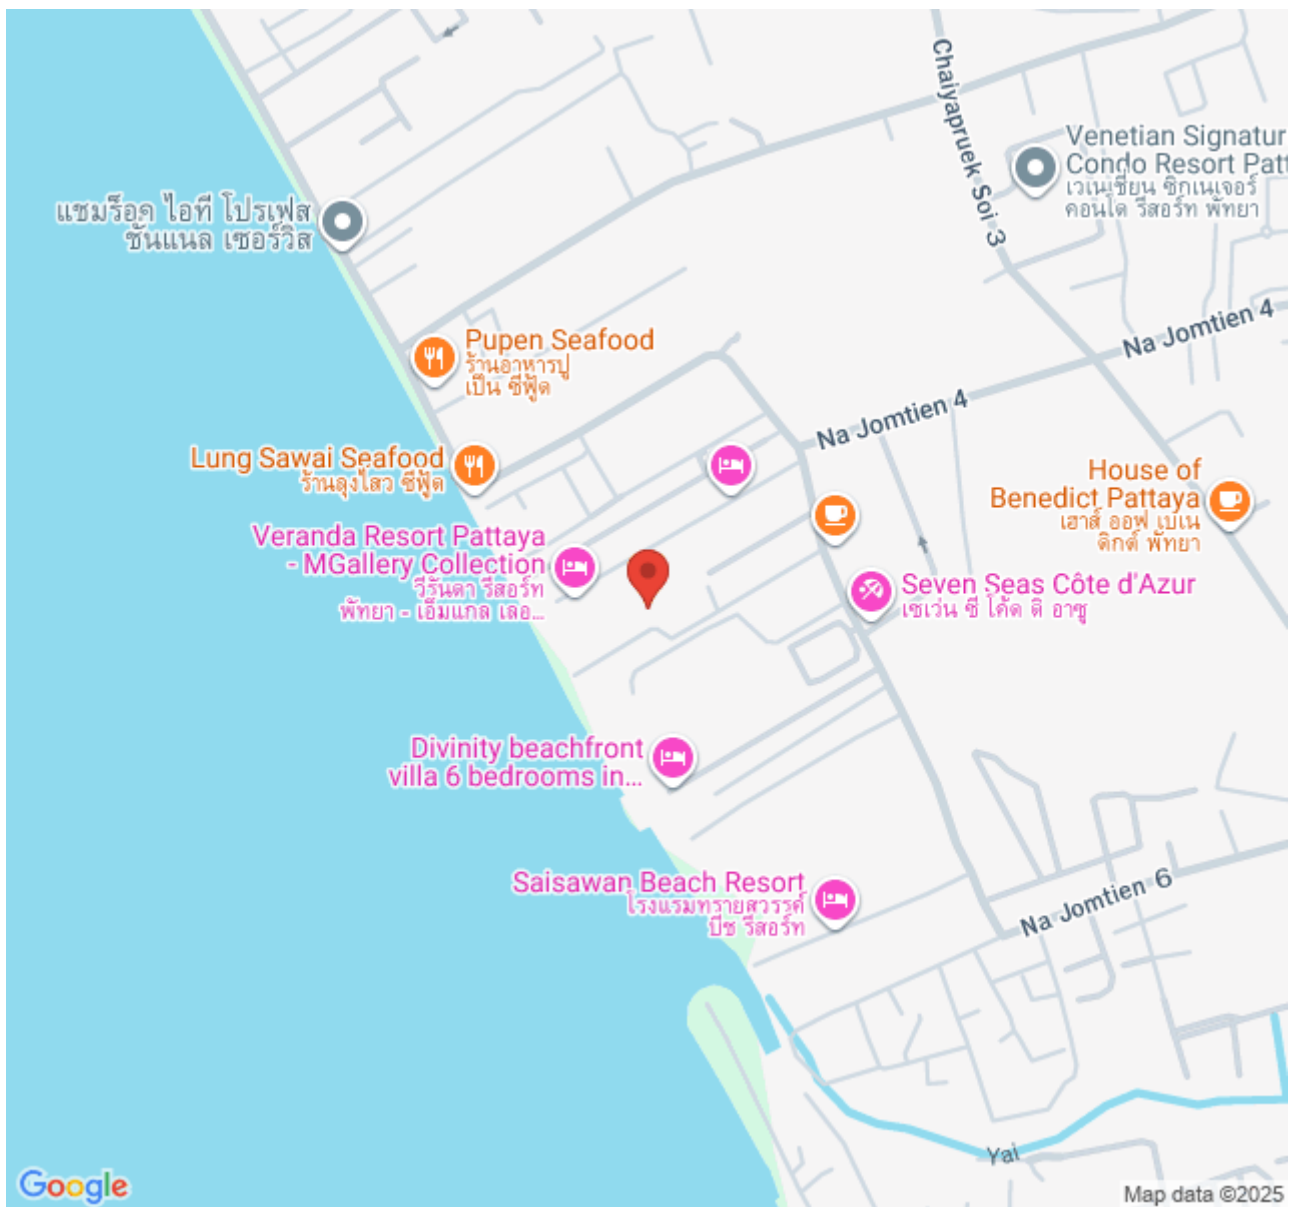 Chaiyapruek Soi 3
Venetian Signatur
Condo Resort Pat
เวเนเชี่ยน ซิกเนเจอร์
คอนโด รีสอร์ท พัทยา
แชมร็อค ไอที โปรเฟส
ชั่นแนล เซอร์วิส
Na Jomtien 4
Pupen Seafood
ร้านอาหารปู
เป็น ซีฟู้ด
Na Jomtien 4
Lung Sawai Seafood
ร้านลุงไสว ซีฟู้ด
House of
Benedict Pattaya
เฮาส์ ออฟ เบเน
ดิกต์ พัทยา
Veranda Resort Pattaya
- MGallery Collection
วีรันดา รีสอร์ท
พัทยา - เอ็มแกล เลอ...
Seven Seas Côte d'Azur
เซเว่น ซี โค้ด ดิ อาซู
Divinity beachfront
villa 6 bedrooms in...
Saisawan Beach Resort
โรงแรมทรายสวรรค์
บีช รีสอร์ท
Na Jomtien 6
Yai
Google
Map data ©2025